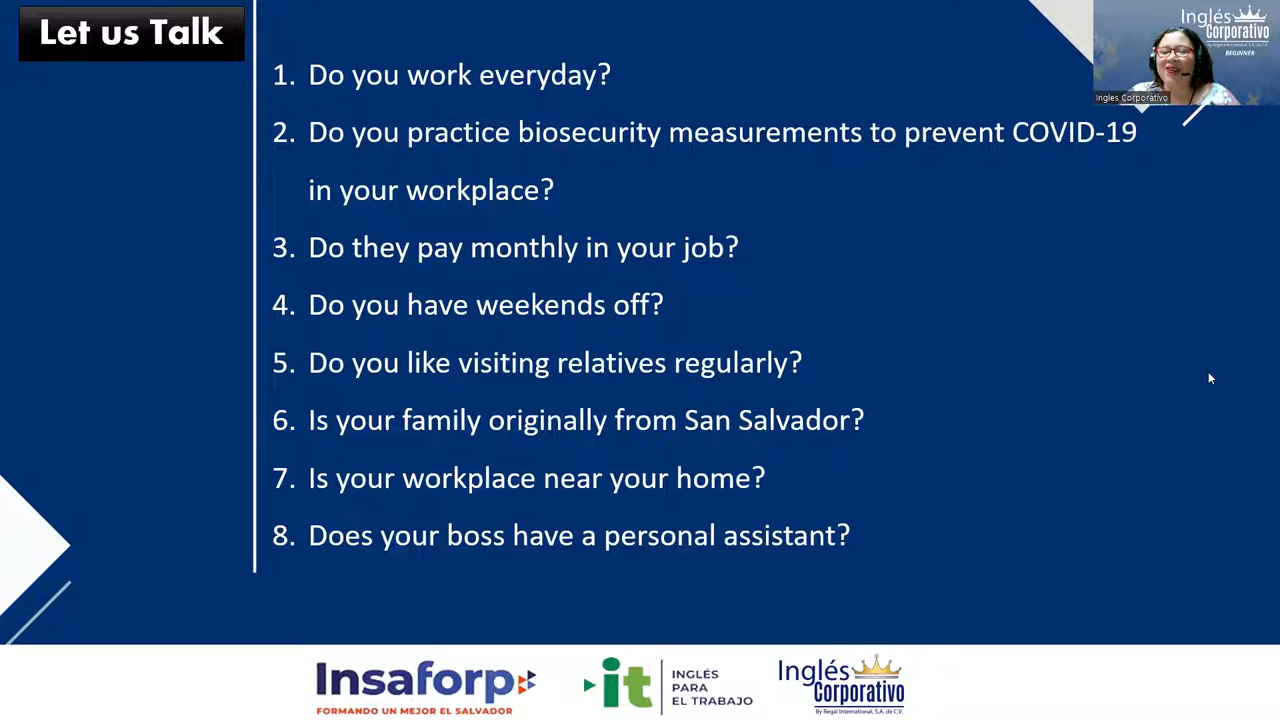 Let us Talk
1. Do you work everyday?
2. Do you practice biosecurity measurements to prevent COVID-19
in your workplace?
3. Do they pay monthly in your job?
4. Do you have weekends off?
5. Do you like visiting relatives regularly?
6. Is your family originally from San Salvador?
7. Is your workplace near your home?
8. Does your boss have a personal assistant?
Inglés
Corporativo
By Regal International, S.A. de C.V.
BEGINNER
Ingles Corporativo
Insaforp
FORMANDO UN MEJOR EL SALVADOR
it
INGLÉS
PARA
EL TRABAJO
Inglés
Corporativo
By Regal International, S.A. de C.V.